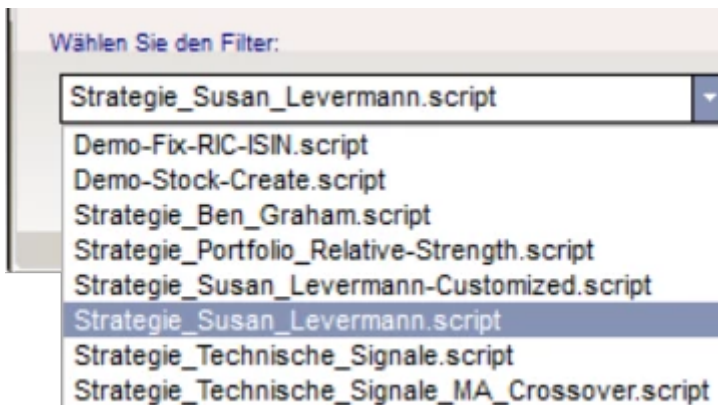 Wählen Sie den Filter:
Strategie_Susan_Levermann.script
Demo-Fix-RIC-ISIN.script
Demo-Stock-Create.script
Strategie_Ben_Graham.script
Strategie_Portfolio_Relative-Strength.script
Strategie_Susan_Levermann-Customized.script
Strategie_Susan_Levermann.script
Strategie_Technische_Signale.script
Strategie_Technische_Signale_MA_Crossover.script